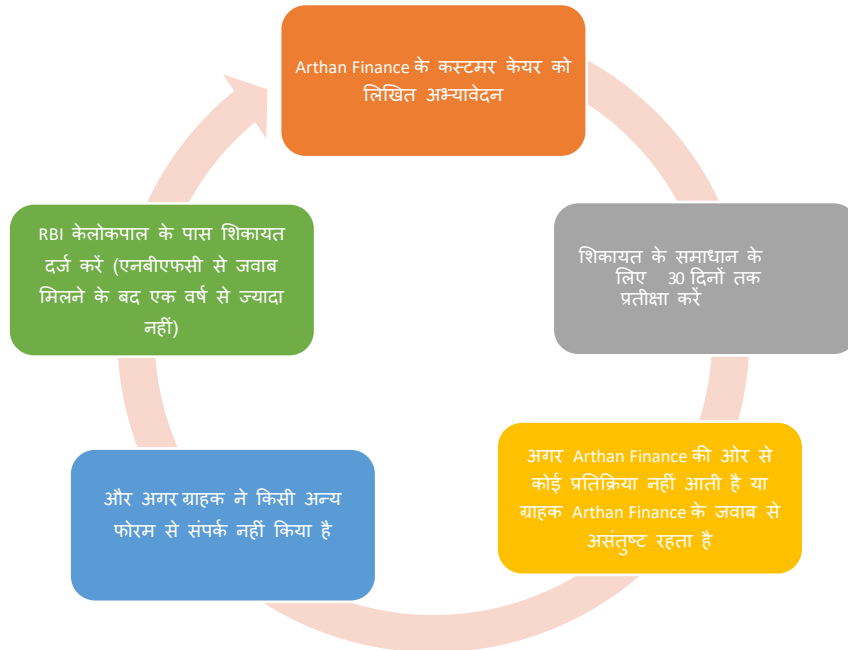 Arthan Finance के कस्टमर केयर को
लिखित अभ्यावेदन
शिकायत के समाधान के
लिए 30 दिनों तक
प्रतीक्षा करें
अगर Arthan Finance की ओर से
कोई प्रतिक्रिया नहीं आती है या
ग्राहक Arthan Finance के जवाब से
असंतुष्ट रहता है
और अगर ग्राहक ने किसी अन्य
फोरम से संपर्क नहीं किया है
RBI केलोकपाल के पास शिकायत
दर्ज करें (एनबीएफसी से जवाब
मिलने के बद एक वर्ष से ज्यादा
नहीं)